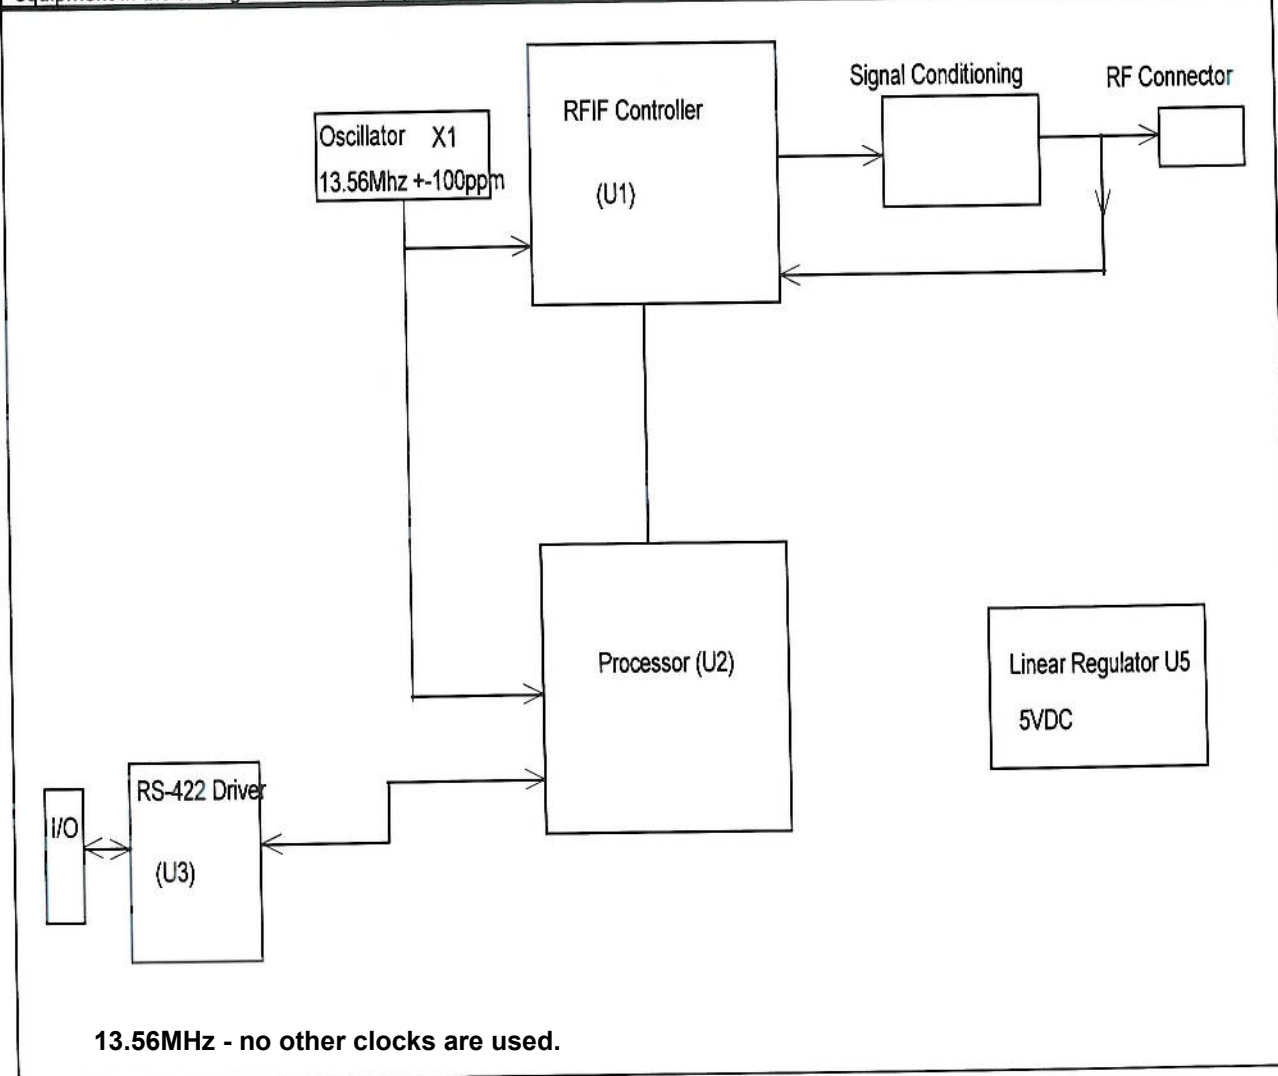 Signal Conditioning
RF Connector
RFIF Controller
(U1)
Oscillator X1
13.56Mhz +-100ppm
Processor (U2)
Linear Regulator U5
5VDC
RS-422 Driver
(U3)
I/O
13.56MHz - no other clocks are used.